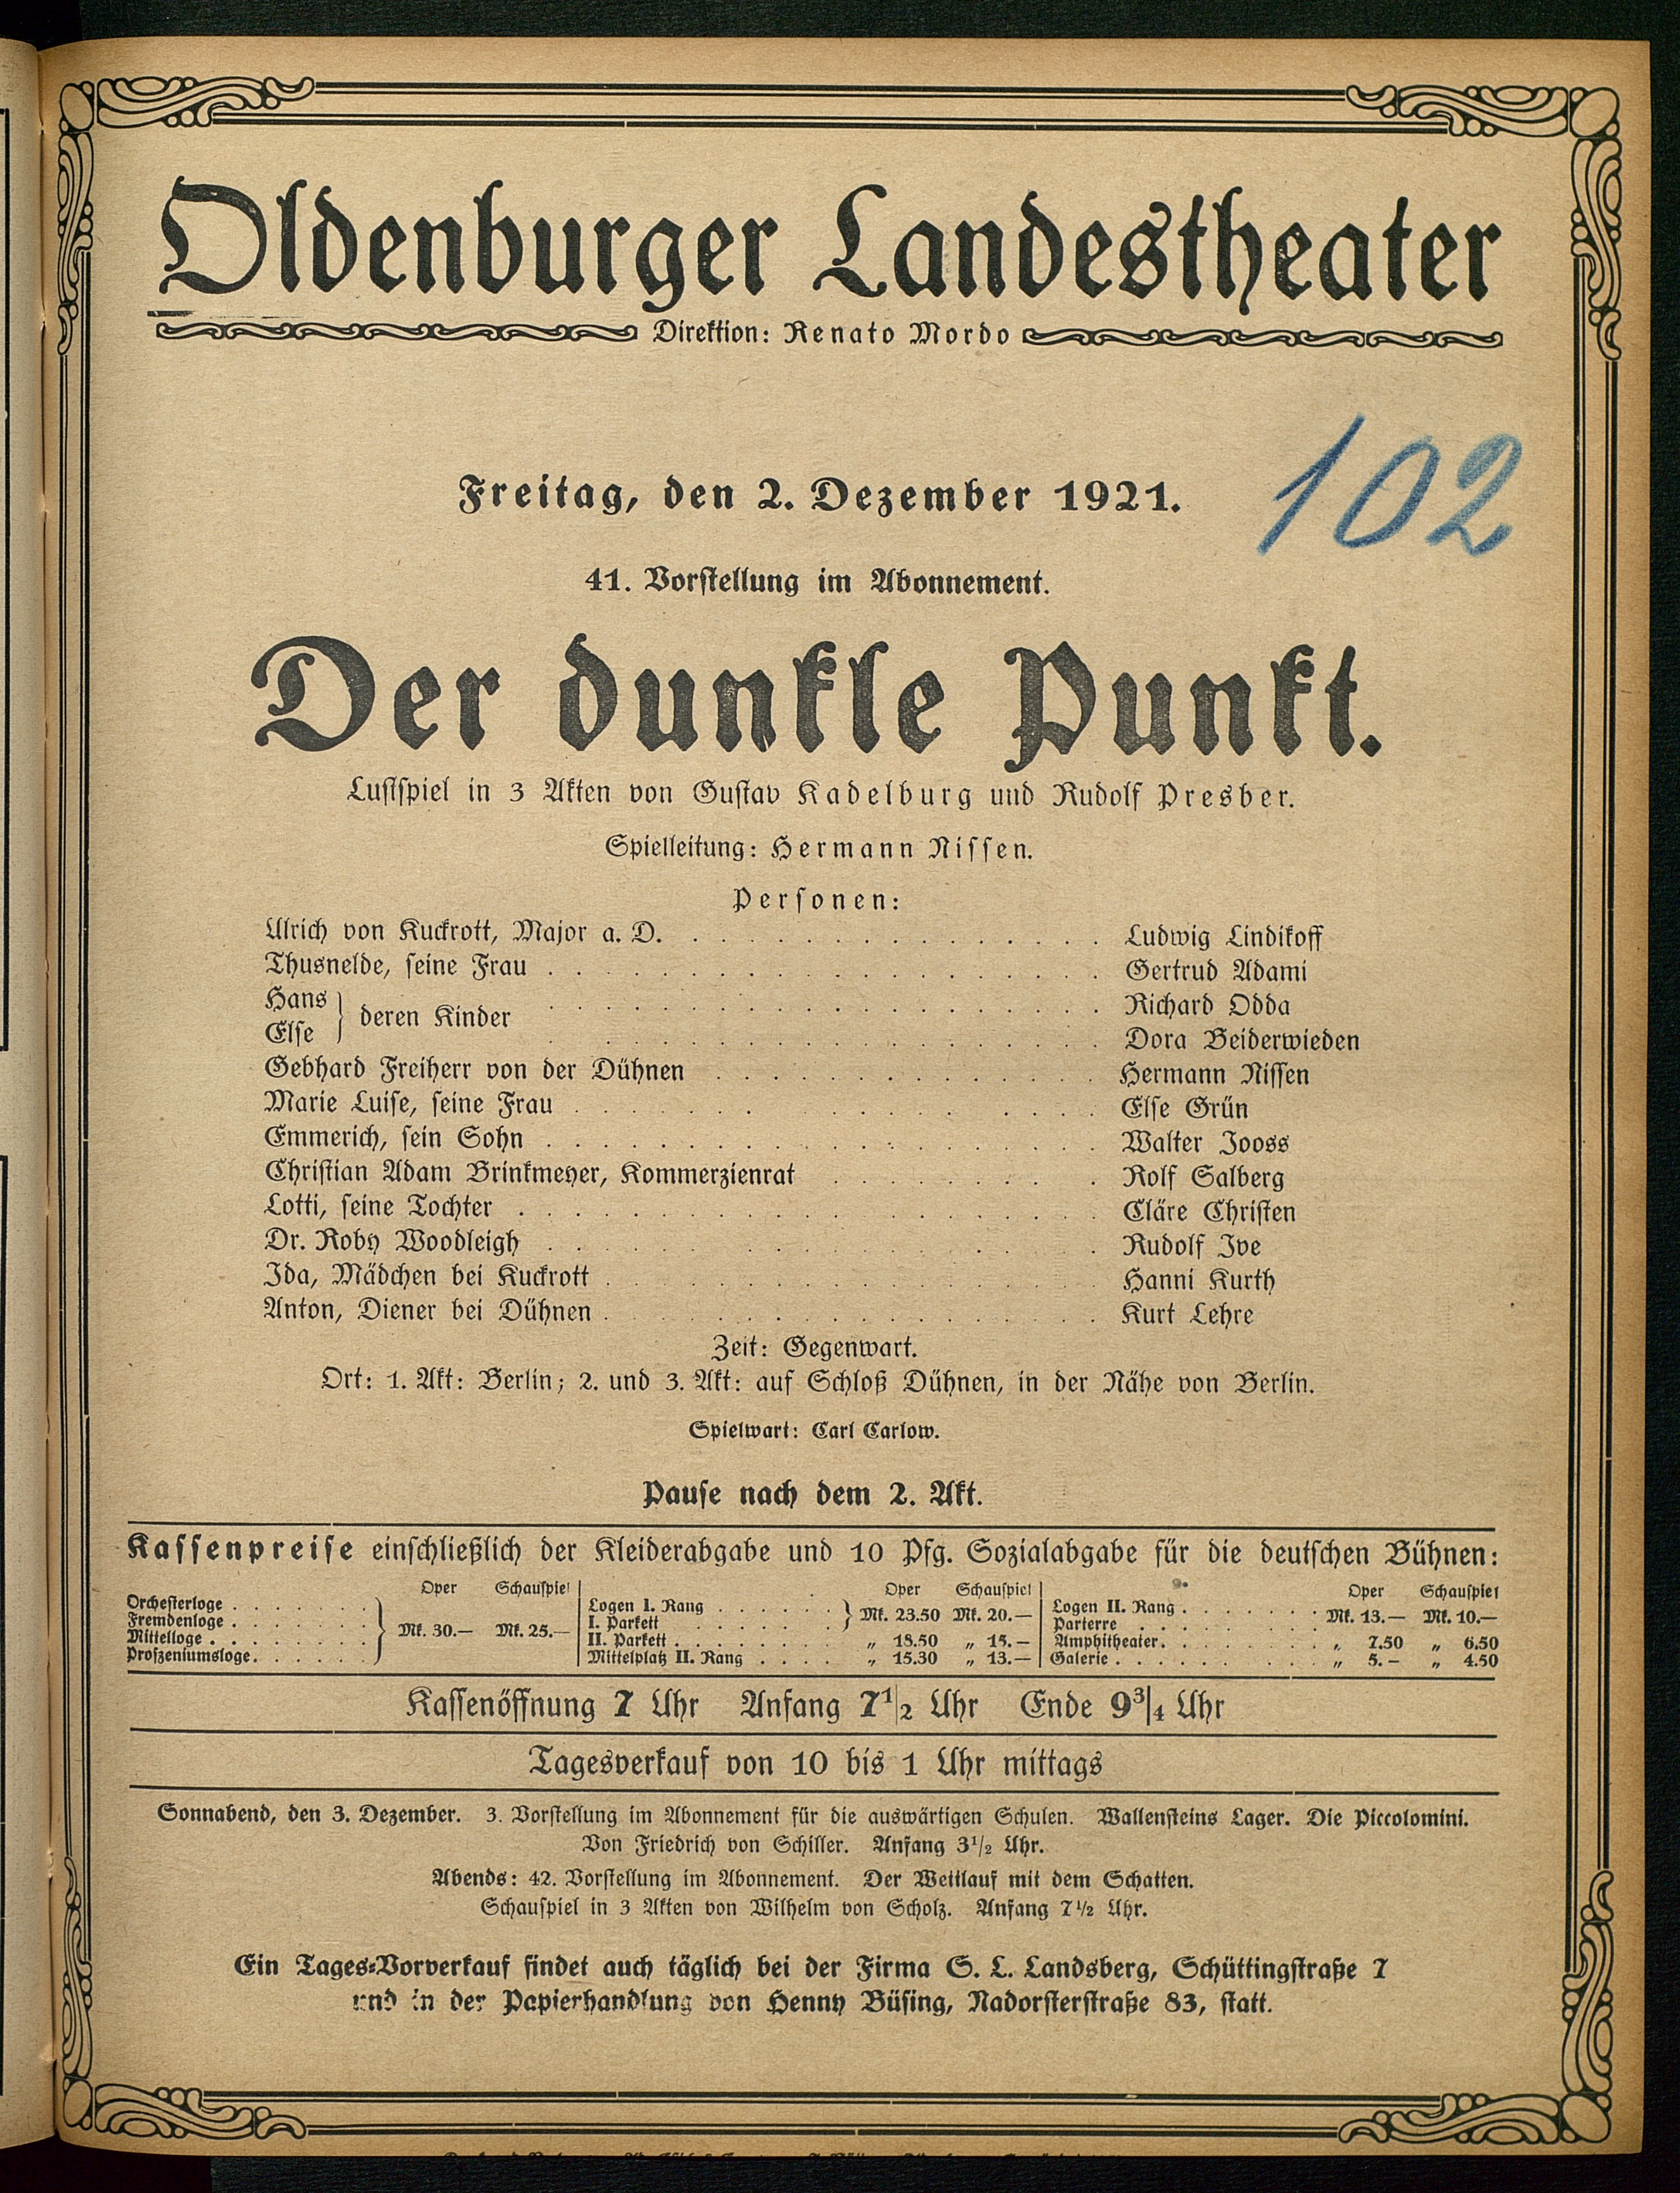 Oldenburger Landestheater
Direktion: Renato Mordo
102
Freitag, den 2. Dezember 1921.
41. Vorstellung im Abonnement.
Der dunkle Punkt.
Lustspiel in 3 Akten von Gustav Kadelburg und Rudolf Presber.
Spielleitung: Hermann Nissen.
Personen:
Ulrich von Kuckrott, Major a. D. . . . . . . . . . . . . . . . Ludwig Lindikoff
Thusnelde, seine Frau . . . . . . . . . . . . . . . . . . . . Gertrud Adami
Hans } deren Kinder . . . . . . . . . . . . . . . . . . . . Richard Odda
Else } . . . . . . . . . . . . . . . . . . . . Dora Beiderwieden
Gebhard Freiherr von der Dühnen . . . . . . . . . . . . . . Hermann Nissen
Marie Luise, seine Frau . . . . . . . . . . . . . . . . . . . Else Grün
Emmerich, sein Sohn . . . . . . . . . . . . . . . . . . . . Walter Jooss
Christian Adam Brinkmeyer, Kommerzienrat . . . . . . . . . . Rolf Salberg
Lotti, seine Tochter . . . . . . . . . . . . . . . . . . . . . Cläre Christen
Dr. Roby Woodleigh . . . . . . . . . . . . . . . . . . . . Rudolf Ive
Ida, Mädchen bei Kuckrott . . . . . . . . . . . . . . . . . . Hanni Kurth
Anton, Diener bei Dühnen . . . . . . . . . . . . . . . . . . Kurt Lehre
Zeit: Gegenwart.
Ort: 1. Akt: Berlin; 2. und 3. Akt: auf Schloß Dühnen, in der Nähe von Berlin.
Spielwart: Carl Carlow.
Pause nach dem 2. Akt.
Kassenpreise einschließlich der Kleiderabgabe und 10 Pfg. Sozialabgabe für die deutschen Bühnen:
Oper Schauspiel
Orchesterloge . . . . . . .
Fremdenloge . . . . . . .
Mittelloge . . . . . . . .
Proszeniumsloge. . . . . .
} Mk. 30.— Mk. 25.—
Oper Schauspiel
Logen I. Rang . . . . . .
I. Parkett . . . . . .
} Mk. 23.50 Mk. 20.—
II. Parkett . . . . . . . . „ 18.50 „ 15.—
Mittelplatz II. Rang . . . . „ 15.30 „ 13.—
Oper Schauspiel
Logen II. Rang . . . . . . . Mk. 13.— Mk. 10.—
Parterre . . . . . . . .
Amphitheater. . . . . . . . . „ 7.50 „ 6.50
Galerie . . . . . . . . . . „ 5.— „ 4.50
Kassenöffnung 7 Uhr Anfang 7 1/2 Uhr Ende 9 3/4 Uhr
Tagesverkauf von 10 bis 1 Uhr mittags
Sonnabend, den 3. Dezember. 3. Vorstellung im Abonnement für die auswärtigen Schulen. Wallensteins Lager. Die Piccolomini.
Von Friedrich von Schiller. Anfang 3 1/2 Uhr.
Abends: 42. Vorstellung im Abonnement. Der Wettlauf mit dem Schatten.
Schauspiel in 3 Akten von Wilhelm von Scholz. Anfang 7 1/2 Uhr.
Ein Tages-Vorverkauf findet auch täglich bei der Firma S. L. Landsberg, Schüttingstraße 7
und in der Papierhandlung von Henny Büsing, Nadorsterstraße 83, statt.